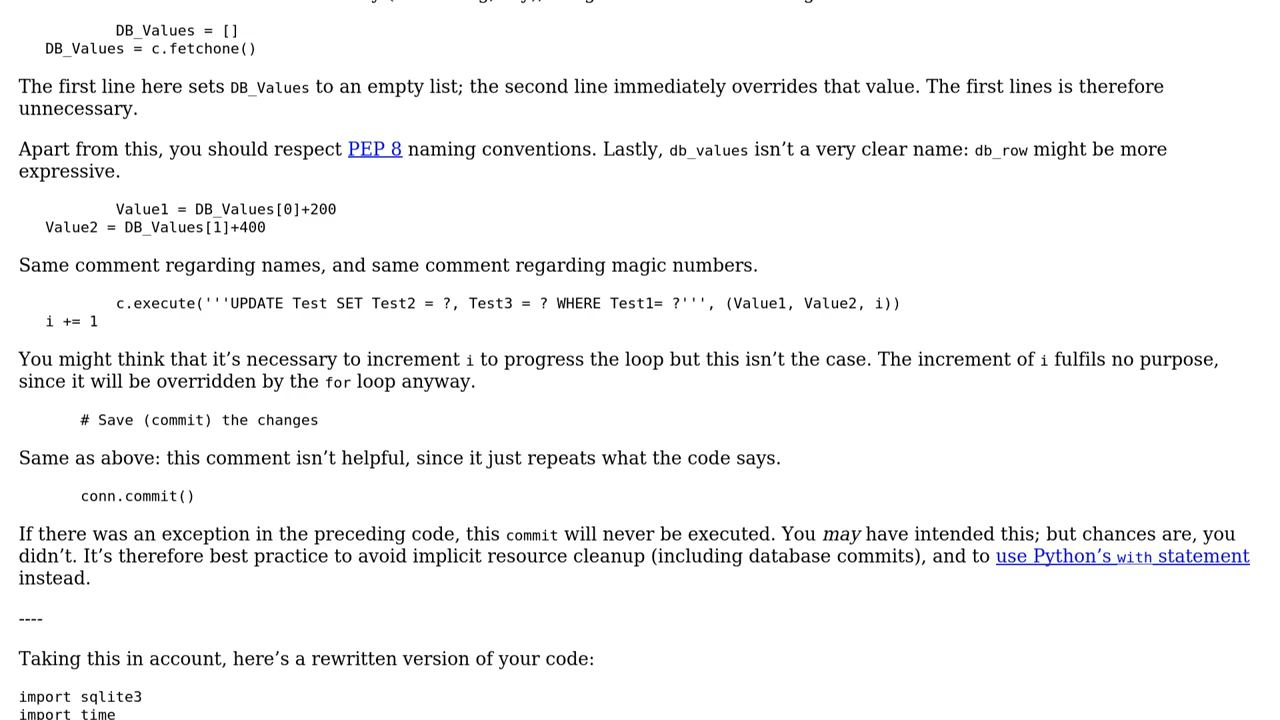 DB_Values = []
DB_Values = c.fetchone()
The first line here sets DB_Values to an empty list; the second line immediately overrides that value. The first lines is therefore
unnecessary.
Apart from this, you should respect PEP 8 naming conventions. Lastly, db_values isn’t a very clear name: db_row might be more
expressive.
Value1 = DB_Values[0]+200
Value2 = DB_Values[1]+400
Same comment regarding names, and same comment regarding magic numbers.
c.execute('''UPDATE Test SET Test2 = ?, Test3 = ? WHERE Test1= ?''', (Value1, Value2, i))
i += 1
You might think that it’s necessary to increment i to progress the loop but this isn’t the case. The increment of i fulfils no purpose,
since it will be overridden by the for loop anyway.
# Save (commit) the changes
Same as above: this comment isn’t helpful, since it just repeats what the code says.
conn.commit()
If there was an exception in the preceding code, this commit will never be executed. You may have intended this; but chances are, you
didn’t. It’s therefore best practice to avoid implicit resource cleanup (including database commits), and to use Python’s with statement
instead.
----
Taking this in account, here’s a rewritten version of your code:
import sqlite3
import time